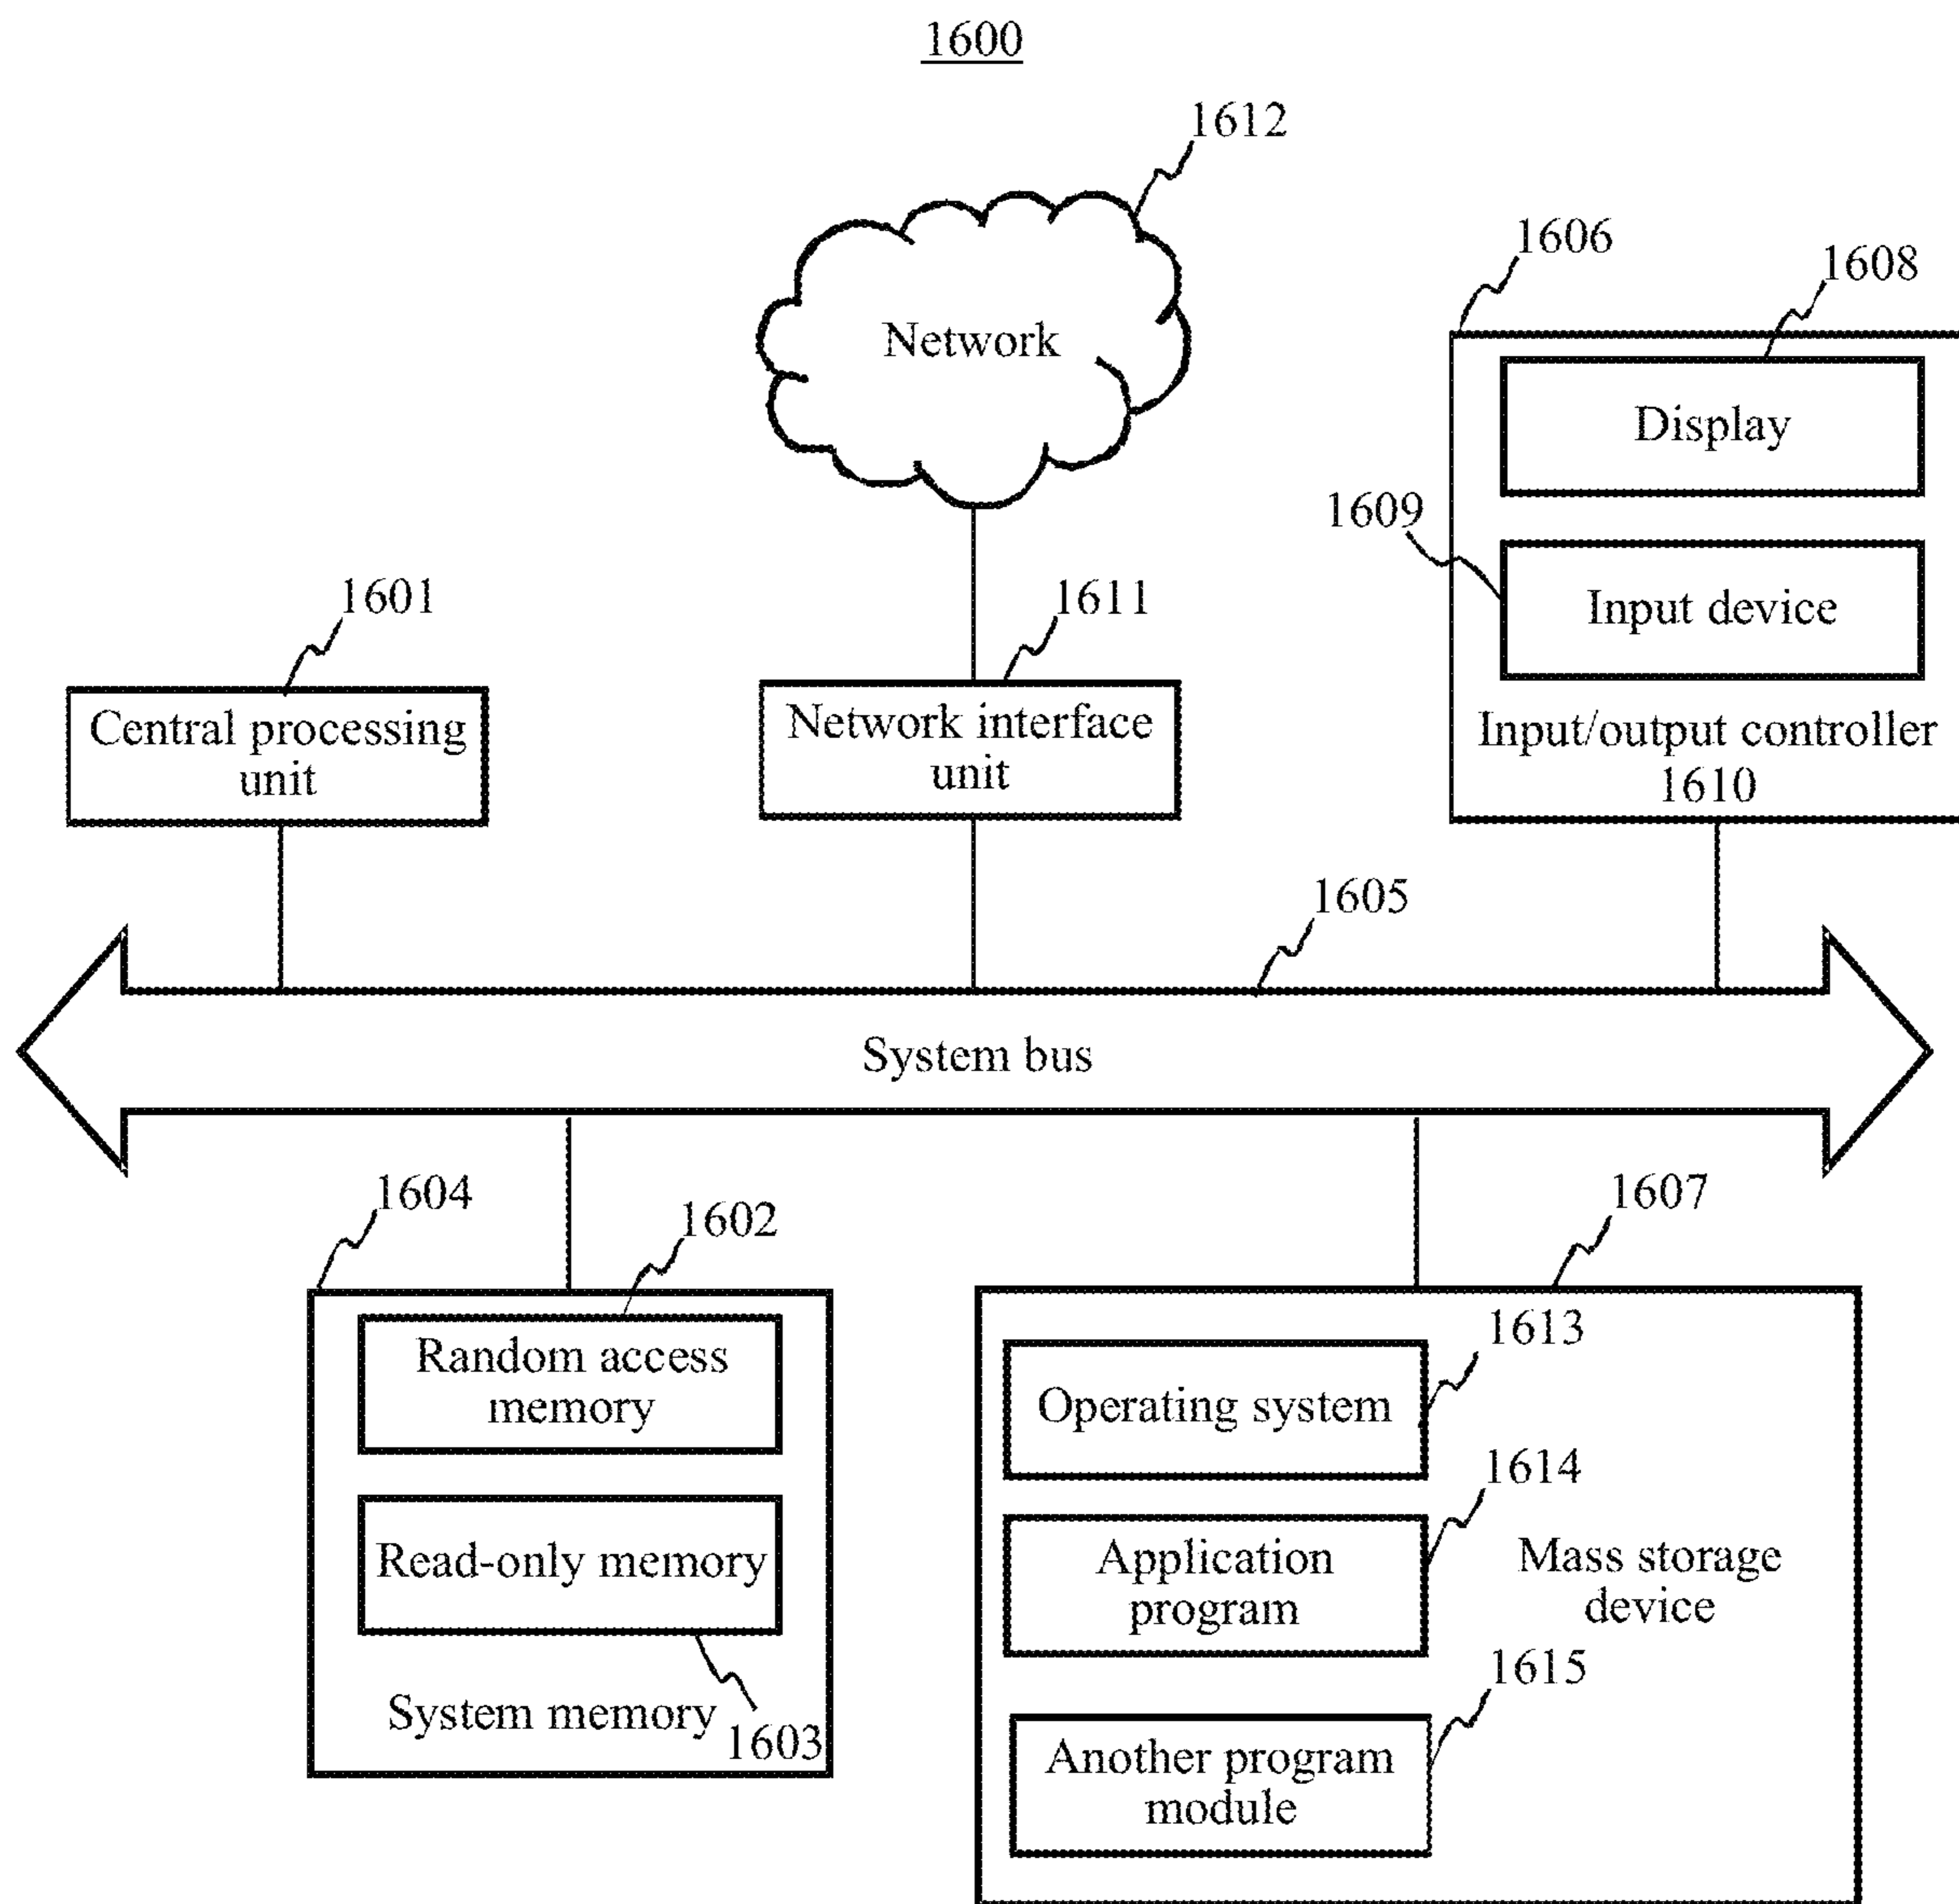 1600
1612
Network
1606
1608
Display
1609
Input device
Input/output controller
1610
1601
Central processing
unit
1611
Network interface
unit
1605
System bus
1604
1602
Random access
memory
Read-only memory
System memory
1603
1607
1613
Operating system
1614
Application
program
Mass storage
device
1615
Another program
module